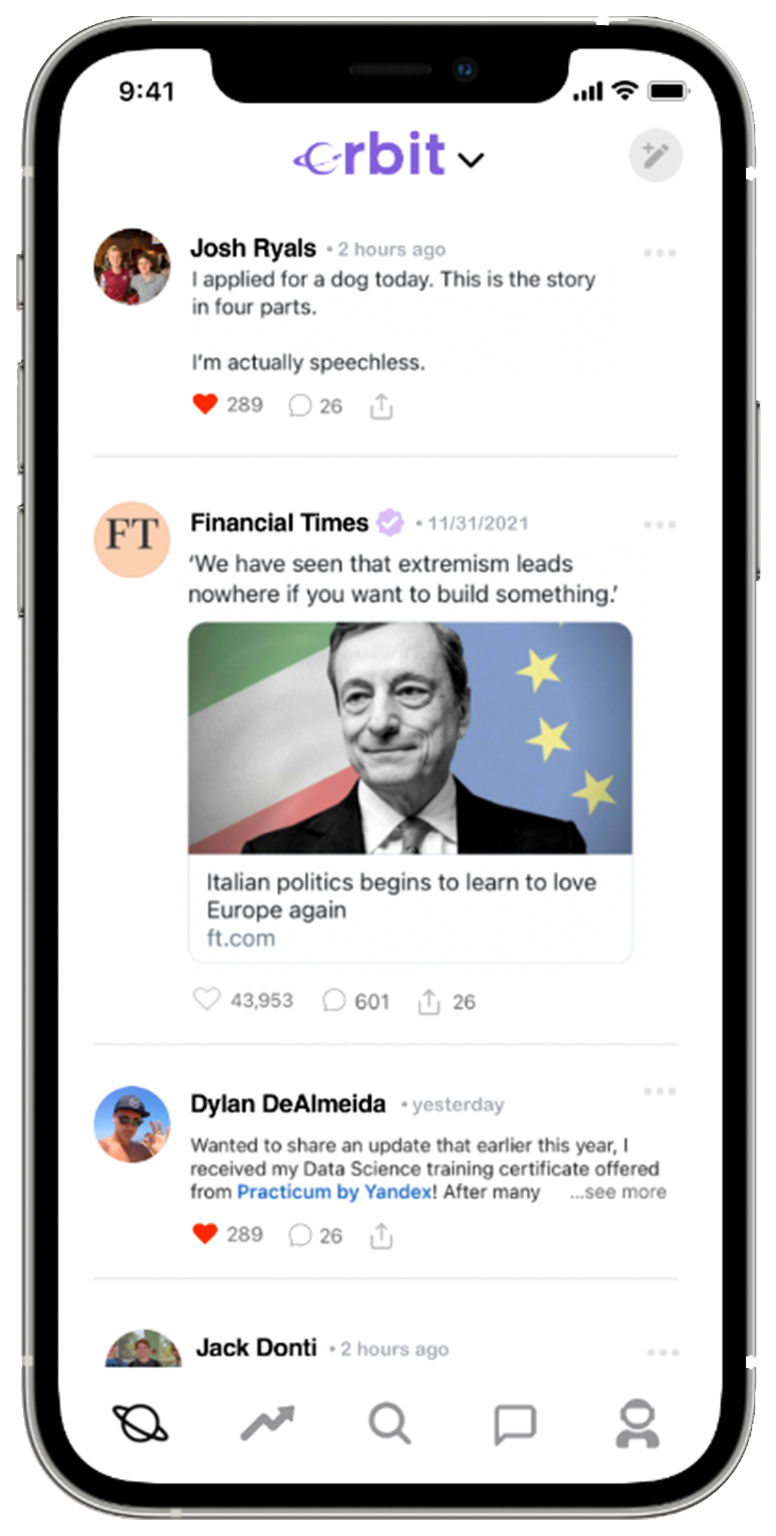 9:41
Orbit
Josh Ryals • 2 hours ago
I applied for a dog today. This is the story
in four parts.
I'm actually speechless.
289 26
FT
Financial Times • 11/31/2021
‘We have seen that extremism leads
nowhere if you want to build something.’
Italian politics begins to learn to love
Europe again
ft.com
43,953 601 26
Dylan DeAlmeida • yesterday
Wanted to share an update that earlier this year, I
received my Data Science training certificate offered
from Practicum by Yandex! After many ...see more
289 26
Jack Donti • 2 hours ago